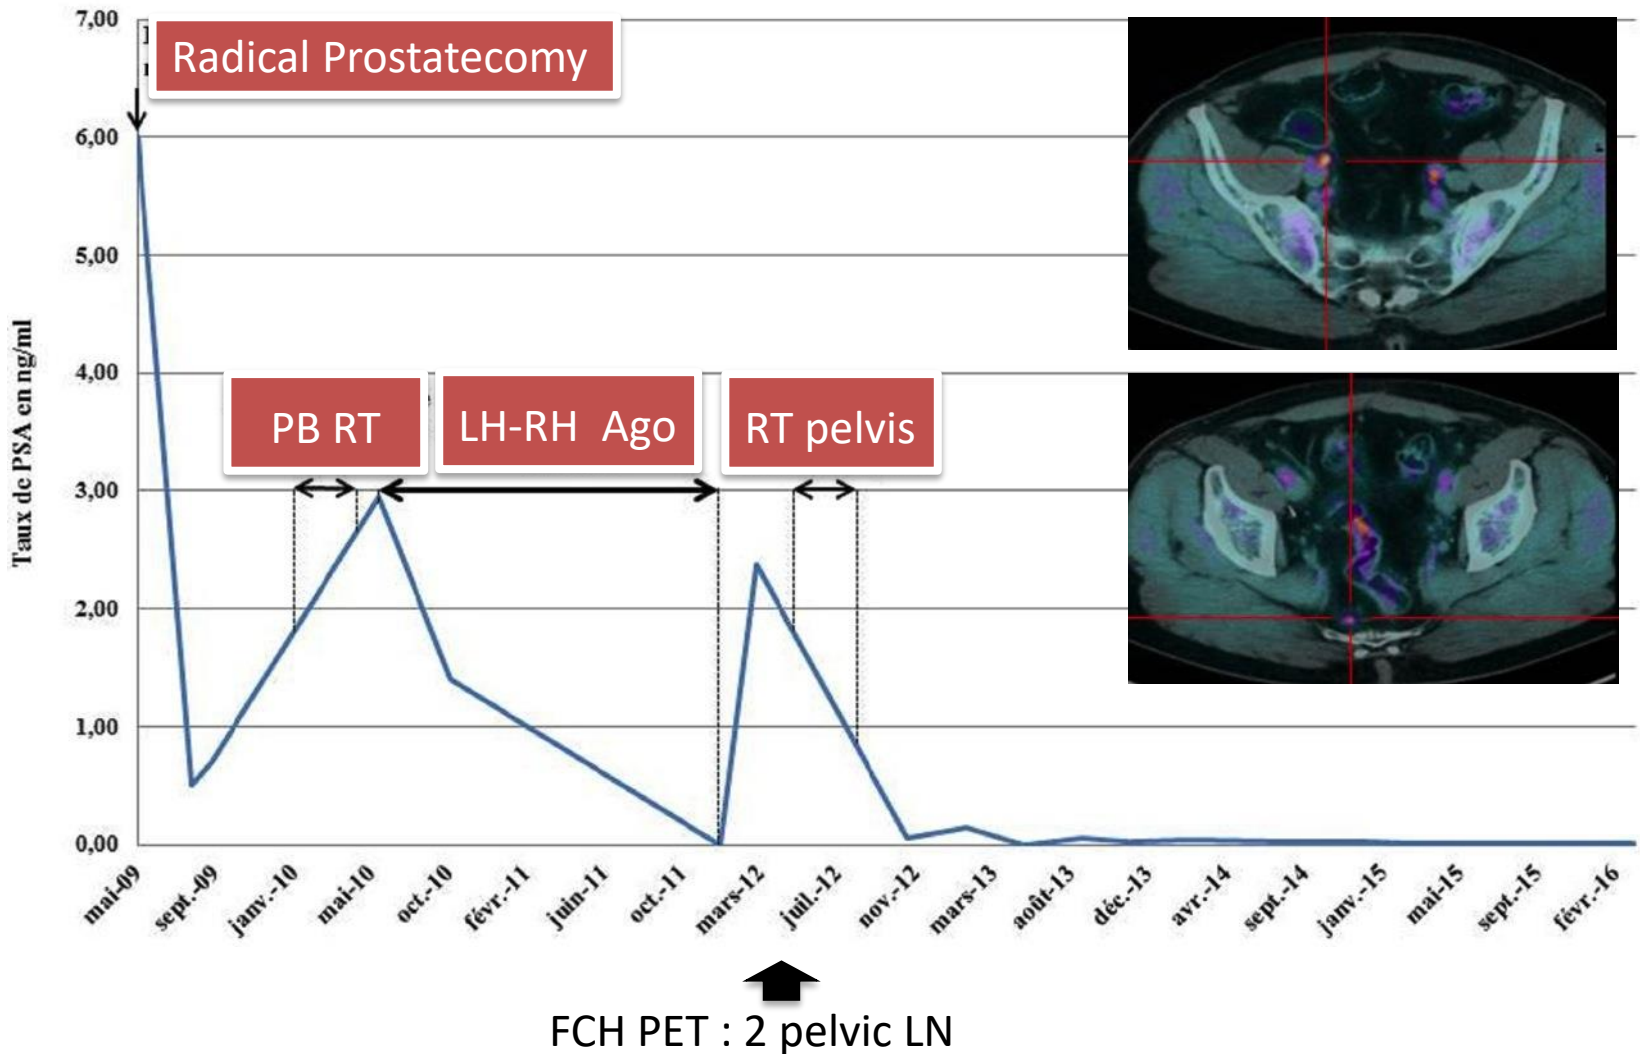 7,00
Radical Prostatecomy
6,00
5,00
4,00
3,00
2,00
1,00
0,00
Taux de PSA en ng/ml
PB RT
LH-RH Ago
RT pelvis
mai-09
sept.-09
janv.-10
mai-10
oct.-10
févr.-11
juin-11
oct.-11
mars-12
juil.-12
nov.-12
mars-13
août-13
déc.-13
avr.-14
sept.-14
janv.-15
mai-15
sept.-15
févr.-16
FCH PET : 2 pelvic LN